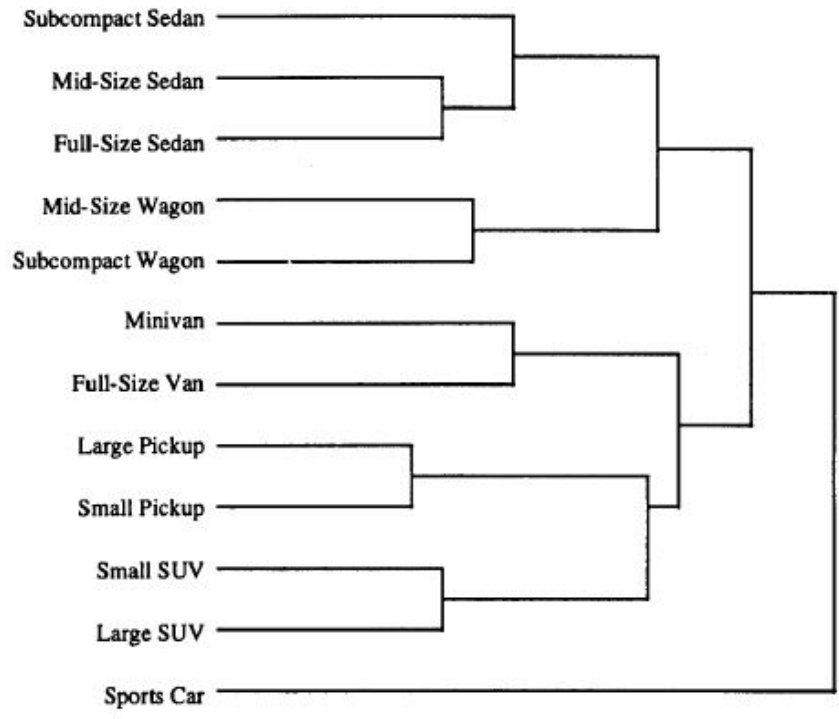 Subcompact Sedan
Mid-Size Sedan
Full-Size Sedan
Mid-Size Wagon
Subcompact Wagon
Minivan
Full-Size Van
Large Pickup
Small Pickup
Small SUV
Large SUV
Sports Car